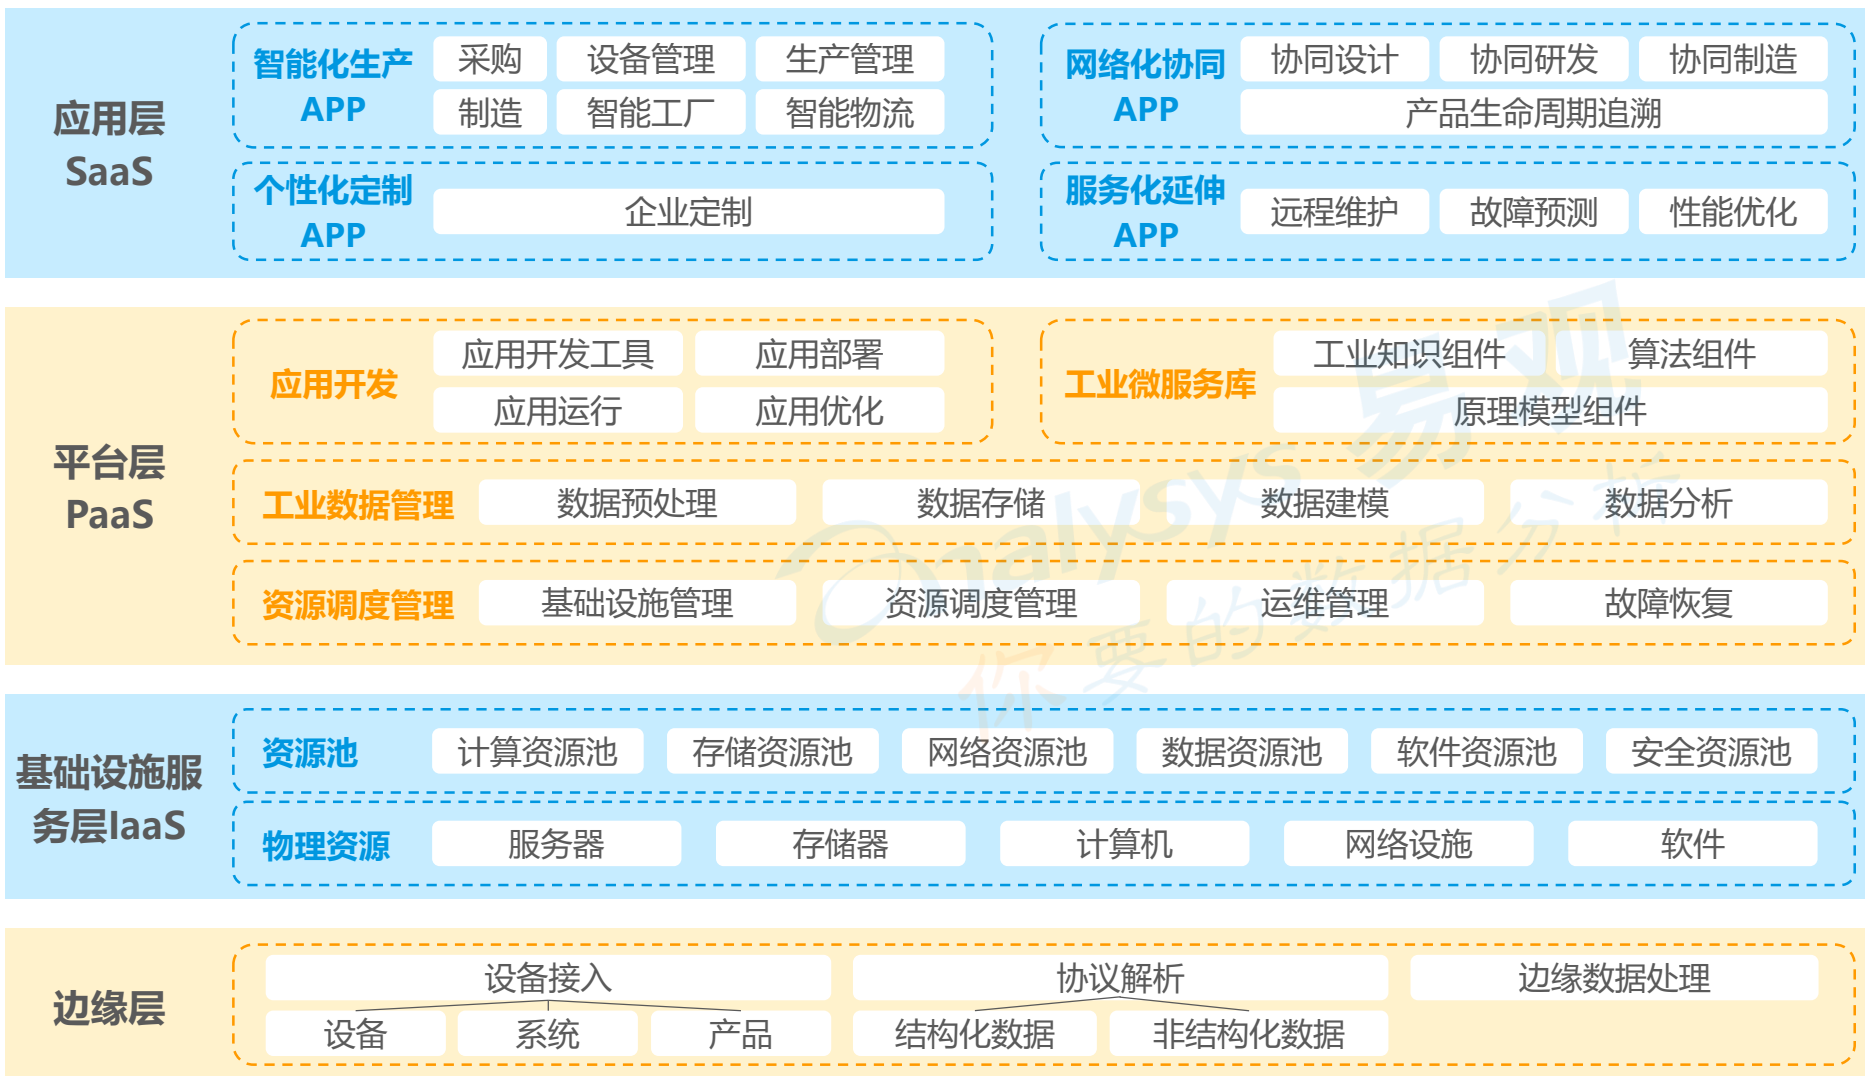 应用层
SaaS
智能化生产
APP
采购
设备管理
生产管理
制造
智能工厂
智能物流
网络化协同
APP
协同设计
协同研发
协同制造
产品生命周期追溯
个性化定制
APP
企业定制
服务化延伸
APP
远程维护
故障预测
性能优化
平台层
PaaS
应用开发
应用开发工具
应用部署
应用运行
应用优化
工业微服务库
工业知识组件
算法组件
原理模型组件
工业数据管理
数据预处理
数据存储
数据建模
数据分析
资源调度管理
基础设施管理
资源调度管理
运维管理
故障恢复
基础设施服
务层IaaS
资源池
计算资源池
存储资源池
网络资源池
数据资源池
软件资源池
安全资源池
物理资源
服务器
存储器
计算机
网络设施
软件
边缘层
设备接入
设备
系统
产品
协议解析
结构化数据
非结构化数据
边缘数据处理
analysys 易观
你要的数据分析